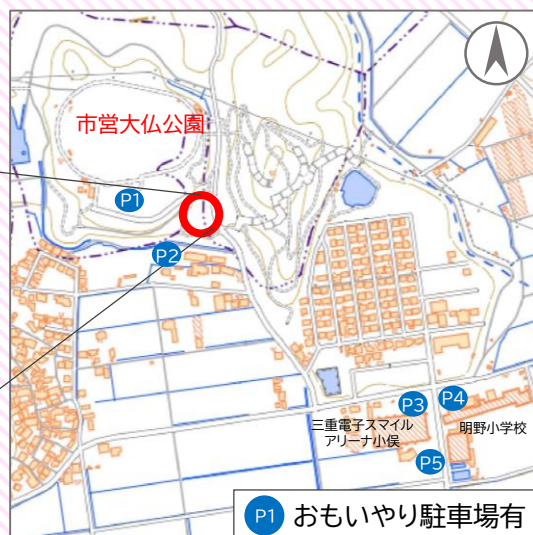 市営大仏公園
P1
P2
P3
P4
三重電子スマイル
アリーナ小俣
明野小学校
P5
P1 おもいやり駐車場有